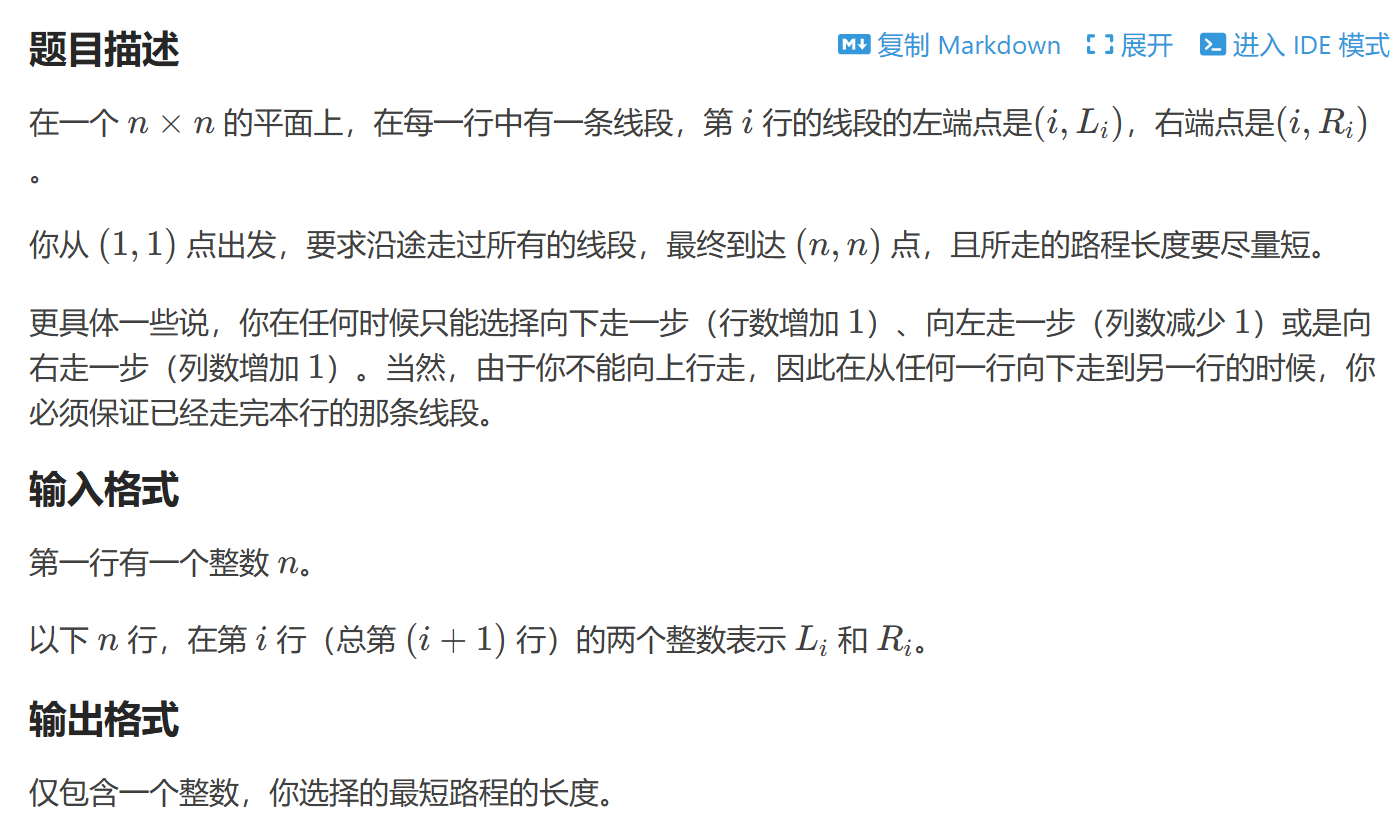 题目描述
复制 Markdown 展开 进入 IDE 模式
在一个 n × n 的平面上，在每一行中有一条线段，第 i 行的线段的左端点是(i, L_i)，右端点是(i, R_i)
。
你从 (1, 1) 点出发，要求沿途走过所有的线段，最终到达 (n, n) 点，且所走的路程长度要尽量短。
更具体一些说，你在任何时候只能选择向下走一步（行数增加 1）、向左走一步（列数减少 1）或是向
右走一步（列数增加 1）。当然，由于你不能向上行走，因此在从任何一行向下走到另一行的时候，你
必须保证已经走完本行的那条线段。
输入格式
第一行有一个整数 n。
以下 n 行，在第 i 行（总第 (i + 1) 行）的两个整数表示 L_i 和 R_i。
输出格式
仅包含一个整数，你选择的最短路程的长度。